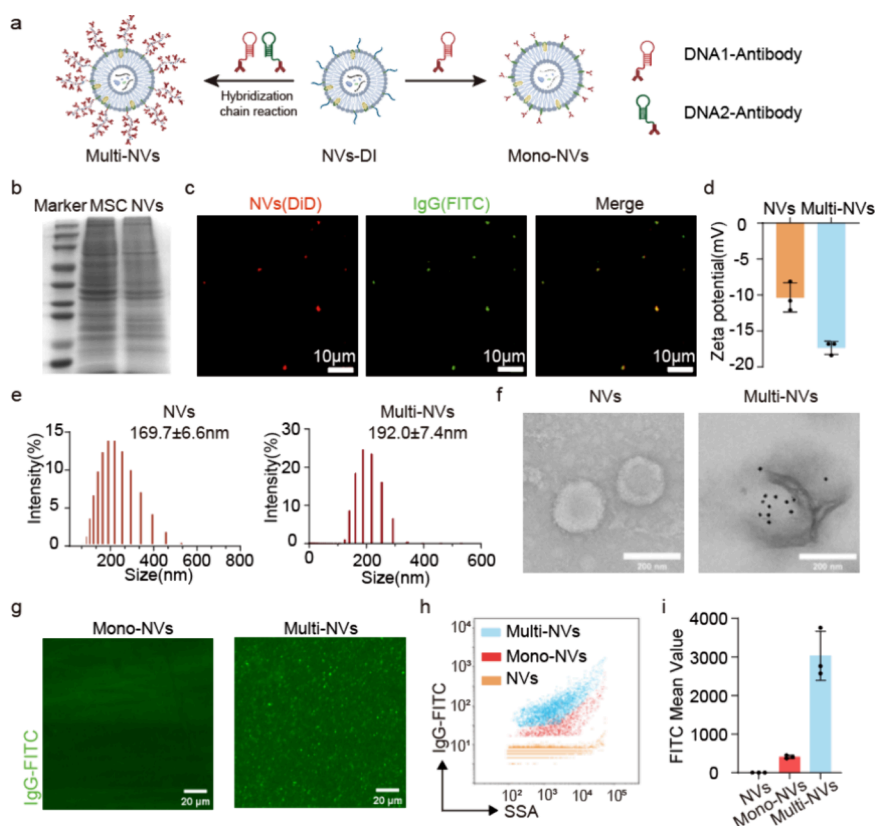 a
DNA1-Antibody
Hybridization
chain reaction
DNA2-Antibody
Multi-NVs
NVs-DI
Mono-NVs
b
Marker MSC NVs
c
NVs(DiD)
IgG(FITC)
Merge
10μm
10μm
10μm
d
NVs Multi-NVs
Zeta potential(mV)
0
-5
-10
-15
-20
e
NVs
169.7±6.6nm
Intensity(%)
15
10
5
0
200 400 600 800
Size(nm)
Multi-NVs
192.0±7.4nm
Intensity(%)
30
20
10
0
0 200 400 600
Size(nm)
f
NVs
Multi-NVs
200 nm
200 nm
g
Mono-NVs
Multi-NVs
IgG-FITC
20 μm
20 μm
h
Multi-NVs
Mono-NVs
NVs
IgG-FITC
10⁴
10³
10²
10¹
10² 10³ 10⁴ 10⁵
SSA
i
FITC Mean Value
4000
3000
2000
1000
0
NVs
Mono-NVs
Multi-NVs